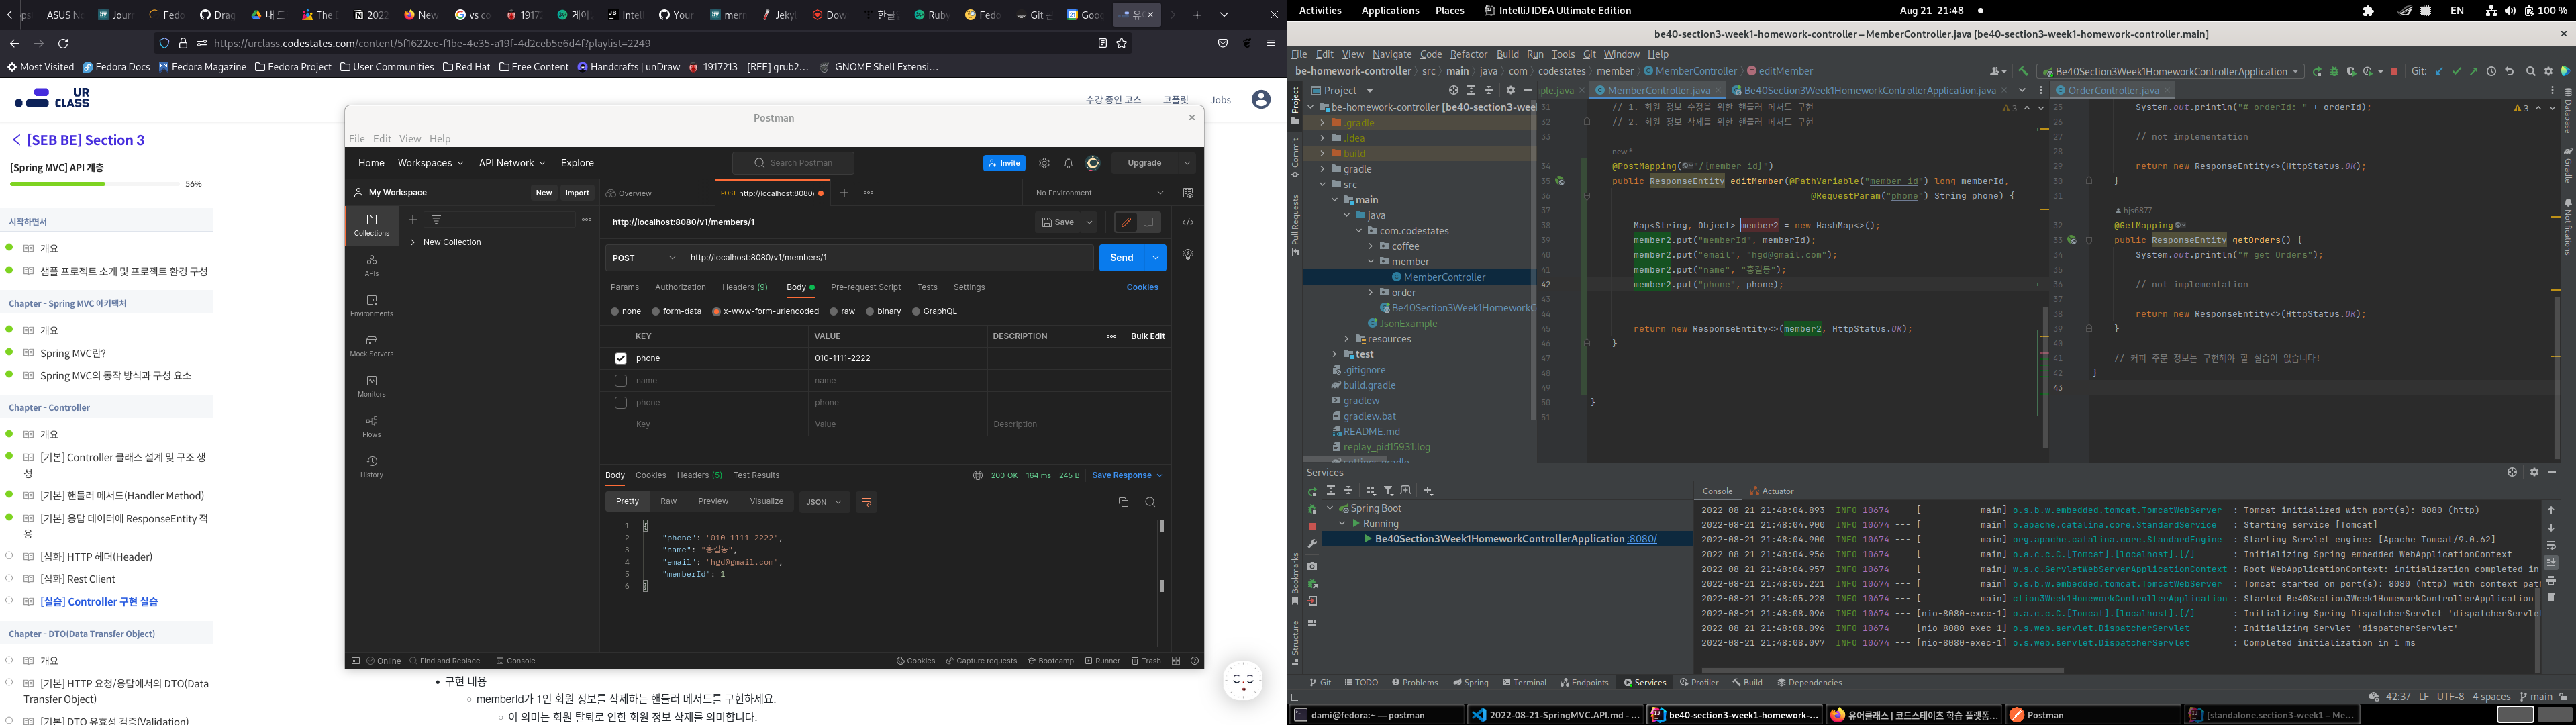 ASUS No
Jour
Fedo
Drag
내 드
The E
2022
New
vs co
1917
게이
Intel
Your
merr
Jekyl
Dow
한글
Ruby
Fedo
Git
Goog
https://urclass.codestates.com/content/5f1622ee-f1be-4e35-a19f-4d2ceb5e6d4f?playlist=2249
Most Visited
Fedora Docs
Fedora Magazine
Fedora Project
User Communities
Red Hat
Free Content
Handcrafts | unDraw
1917213 – [RFE] grub2…
GNOME Shell Extensi…
UR CLASS
수강 중인 코스
코플릿
Jobs
[SEB BE] Section 3
[Spring MVC] API 계층
56%
시작하면서
개요
샘플 프로젝트 소개 및 프로젝트 환경 구성
Chapter - Spring MVC 아키텍처
개요
Spring MVC란?
Spring MVC의 동작 방식과 구성 요소
Chapter - Controller
개요
[기본] Controller 클래스 설계 및 구조 생
성
[기본] 핸들러 메서드(Handler Method)
[기본] 응답 데이터에 ResponseEntity 적
용
[심화] HTTP 헤더(Header)
[심화] Rest Client
[실습] Controller 구현 실습
Chapter - DTO(Data Transfer Object)
개요
[기본] HTTP 요청/응답에서의 DTO(Data
Transfer Object)
[기본] DTO 유효성 검증(Validation)
Postman
File Edit View Help
Home Workspaces API Network Explore
Search Postman
Invite
Upgrade
My Workspace
New
Import
Overview
POST http://localhost:8080/
No Environment
Collections
APIs
Environments
Mock Servers
Monitors
Flows
History
New Collection
http://localhost:8080/v1/members/1
Save
POST
http://localhost:8080/v1/members/1
Send
Params Authorization Headers (9) Body Pre-request Script Tests Settings
Cookies
none form-data x-www-form-urlencoded raw binary GraphQL
KEY VALUE DESCRIPTION
Bulk Edit
phone 010-1111-2222
name name
phone phone
Key Value Description
Body Cookies Headers (5) Test Results
200 OK 164 ms 245 B Save Response
Pretty Raw Preview Visualize JSON
1 {
2 "phone": "010-1111-2222",
3 "name": "홍길동",
4 "email": "hgd@gmail.com",
5 "memberId": 1
6 }
Online Find and Replace Console
Cookies Capture requests Bootcamp Runner Trash
구현 내용
memberId가 1인 회원 정보를 삭제하는 핸들러 메서드를 구현하세요.
이 의미는 회원 탈퇴로 인한 회원 정보 삭제를 의미합니다.
Activities Applications Places IntelliJ IDEA Ultimate Edition
Aug 21 21:48
EN
100 %
be40-section3-week1-homework-controller – MemberController.java [be40-section3-week1-homework-controller.main]
File Edit View Navigate Code Refactor Build Run Tools Git Window Help
be-homework-controller src main java com codestates member MemberController editMember
Be40Section3Week1HomeworkControllerApplication
Git:
Project
Commit
Pull Requests
Bookmarks
Structure
Project
be-homework-controller [be40-section3-wee
.gradle
.idea
build
gradle
src
main
java
com.codestates
coffee
member
MemberController
order
Be40Section3Week1HomeworkC
JsonExample
resources
test
.gitignore
build.gradle
gradlew
gradlew.bat
README.md
replay_pid15931.log
settings.gradle
ple.java
MemberController.java
Be40Section3Week1HomeworkControllerApplication.java
31 // 1. 회원 정보 수정을 위한 핸들러 메서드 구현
32 // 2. 회원 정보 삭제를 위한 핸들러 메서드 구현
33
new *
34 @PostMapping("/{member-id}")
35 public ResponseEntity editMember(@PathVariable("member-id") long memberId,
36 @RequestParam("phone") String phone) {
37
38 Map<String, Object> member2 = new HashMap<>();
39 member2.put("memberId", memberId);
40 member2.put("email", "hgd@gmail.com");
41 member2.put("name", "홍길동");
42 member2.put("phone", phone);
43
44
45 return new ResponseEntity<>(member2, HttpStatus.OK);
46 }
47
48
49
50 }
51
3
OrderController.java
25 System.out.println("# orderId: " + orderId);
26
27 // not implementation
28
29 return new ResponseEntity<>(HttpStatus.OK);
30 }
31
hjs6877
32 @GetMapping
33 public ResponseEntity getOrders() {
34 System.out.println("# get Orders");
35
36 // not implementation
37
38 return new ResponseEntity<>(HttpStatus.OK);
39 }
40
41 // 커피 주문 정보는 구현해야 할 실습이 없습니다!
42 }
43
3
Database
Gradle
Notifications
Services
Spring Boot
Running
Be40Section3Week1HomeworkControllerApplication :8080/
Console Actuator
2022-08-21 21:48:04.893 INFO 10674 --- [ main] o.s.b.w.embedded.tomcat.TomcatWebServer : Tomcat initialized with port(s): 8080 (http)
2022-08-21 21:48:04.900 INFO 10674 --- [ main] o.apache.catalina.core.StandardService : Starting service [Tomcat]
2022-08-21 21:48:04.900 INFO 10674 --- [ main] org.apache.catalina.core.StandardEngine : Starting Servlet engine: [Apache Tomcat/9.0.62]
2022-08-21 21:48:04.956 INFO 10674 --- [ main] o.a.c.c.C.[Tomcat].[localhost].[/] : Initializing Spring embedded WebApplicationContext
2022-08-21 21:48:04.957 INFO 10674 --- [ main] w.s.c.ServletWebServerApplicationContext : Root WebApplicationContext: initialization completed in
2022-08-21 21:48:05.221 INFO 10674 --- [ main] o.s.b.w.embedded.tomcat.TomcatWebServer : Tomcat started on port(s): 8080 (http) with context pat
2022-08-21 21:48:05.228 INFO 10674 --- [ main] ction3Week1HomeworkControllerApplication : Started Be40Section3Week1HomeworkControllerApplication
2022-08-21 21:48:08.096 INFO 10674 --- [nio-8080-exec-1] o.a.c.c.C.[Tomcat].[localhost].[/] : Initializing Spring DispatcherServlet 'dispatcherServlet
2022-08-21 21:48:08.096 INFO 10674 --- [nio-8080-exec-1] o.s.web.servlet.DispatcherServlet : Initializing Servlet 'dispatcherServlet'
2022-08-21 21:48:08.097 INFO 10674 --- [nio-8080-exec-1] o.s.web.servlet.DispatcherServlet : Completed initialization in 1 ms
Git TODO Problems Spring Terminal Endpoints Services Profiler Build Dependencies
42:37 LF UTF-8 4 spaces main
dami@fedora:~ — postman
2022-08-21-SpringMVC.API.md - …
be40-section3-week1-homework-…
유어클래스 | 코드스테이츠 학습 플랫폼…
Postman
[standalone.section3-week1 – Me…